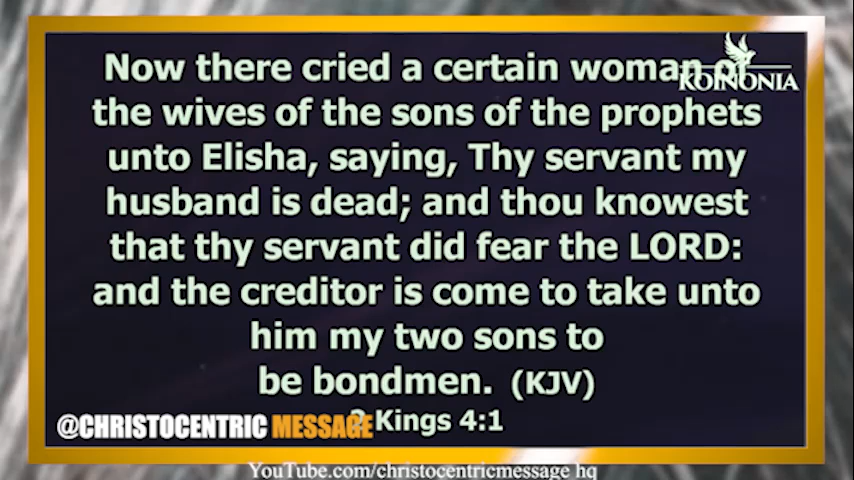 Now there cried a certain woman of
KOINONIA
the wives of the sons of the prophets
unto Elisha, saying, Thy servant my
husband is dead; and thou knowest
that thy servant did fear the LORD:
and the creditor is come to take unto
him my two sons to
be bondmen. (KJV)
2 Kings 4:1
@CHRISTOCENTRIC MESSAGE
YouTube.com/christocentricmessage hq